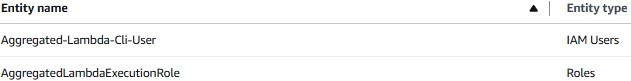 Entity name Entity type
Aggregated-Lambda-Cli-User IAM Users
AggregatedLambdaExecutionRole Roles